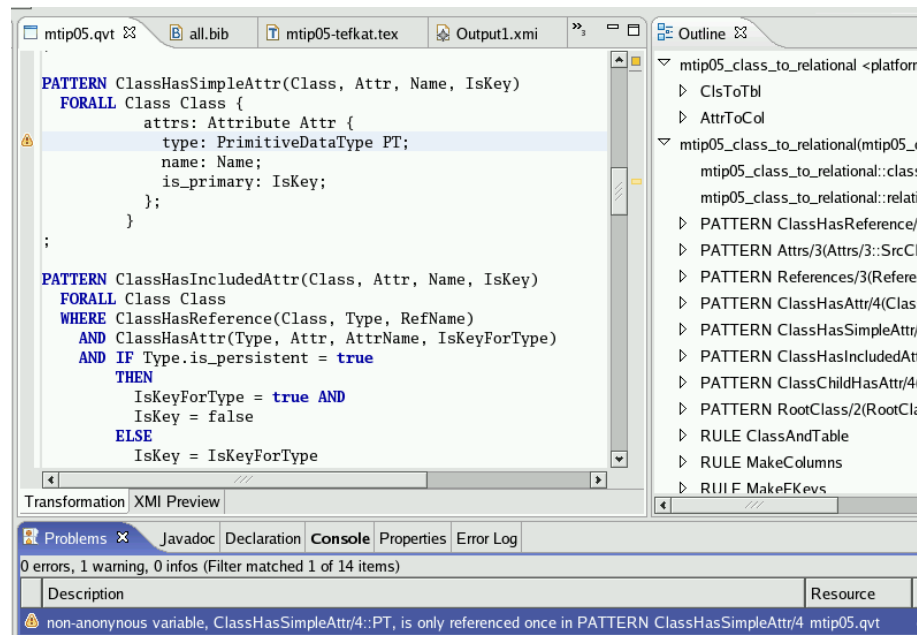 mtip05.qvt
all.bib
mtip05-tefkat.tex
Output1.xmi
»3
PATTERN ClassHasSimpleAttr(Class, Attr, Name, IsKey)
FORALL Class Class {
attrs: Attribute Attr {
type: PrimitiveDataType PT;
name: Name;
is_primary: IsKey;
};
}
;
PATTERN ClassHasIncludedAttr(Class, Attr, Name, IsKey)
FORALL Class Class
WHERE ClassHasReference(Class, Type, RefName)
AND ClassHasAttr(Type, Attr, AttrName, IsKeyForType)
AND IF Type.is_persistent = true
THEN
IsKeyForType = true AND
IsKey = false
ELSE
IsKey = IsKeyForType
Transformation XMI Preview
Outline
mtip05_class_to_relational <platforr
ClsToTbl
AttrToCol
mtip05_class_to_relational(mtip05_c
mtip05_class_to_relational::class
mtip05_class_to_relational::relati
PATTERN ClassHasReference/
PATTERN Attrs/3(Attrs/3::SrcCl
PATTERN References/3(Refere
PATTERN ClassHasAttr/4(Clas
PATTERN ClassHasSimpleAttr/
PATTERN ClassHasIncludedAtt
PATTERN ClassChildHasAttr/4(
PATTERN RootClass/2(RootCla
RULE ClassAndTable
RULE MakeColumns
RULE MakeFKeys
Problems Javadoc Declaration Console Properties Error Log
0 errors, 1 warning, 0 infos (Filter matched 1 of 14 items)
Description Resource
non-anonynous variable, ClassHasSimpleAttr/4::PT, is only referenced once in PATTERN ClassHasSimpleAttr/4 mtip05.qvt